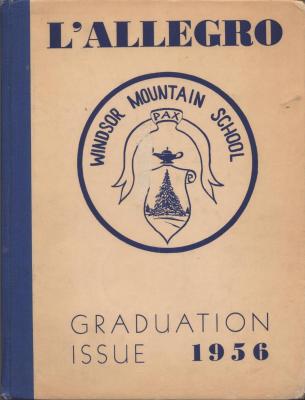 L'ALLEGRO
WINDSOR MOUNTAIN SCHOOL
PAX
GRADUATION
ISSUE 1956